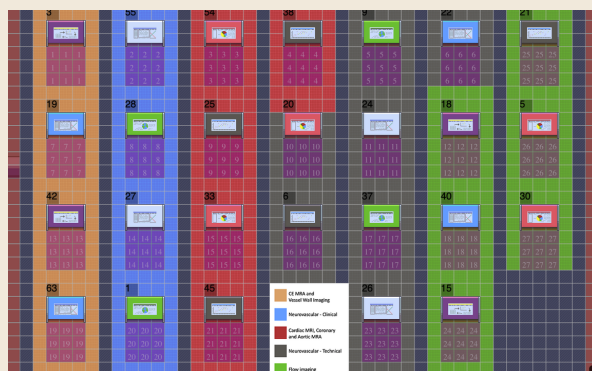 3 55 54 38 9 22 21
1 1 1 2 2 2 3 3 3 4 4 4 5 5 5 6 6 6 25 25 25
1 1 1 2 2 2 3 3 3 4 4 4 5 5 5 6 6 6 25 25 25
1 1 1 2 2 2 3 3 3 4 4 4 5 5 5 6 6 6 25 25 25
19 28 25 20 24 18 5
7 7 7 8 8 8 9 9 9 10 10 10 11 11 11 12 12 12 26 26 26
7 7 7 8 8 8 9 9 9 10 10 10 11 11 11 12 12 12 26 26 26
7 7 7 8 8 8 9 9 9 10 10 10 11 11 11 12 12 12 26 26 26
42 27 33 6 37 40 30
13 13 13 14 14 14 15 15 15 16 16 16 17 17 17 18 18 18 27 27 27
13 13 13 14 14 14 15 15 15 16 16 16 17 17 17 18 18 18 27 27 27
13 13 13 14 14 14 15 15 15 16 16 16 17 17 17 18 18 18 27 27 27
63 1 45 26 15
19 19 19 20 20 20 21 21 21 23 23 23 24 24 24
19 19 19 20 20 20 21 21 21 23 23 23 24 24 24
19 19 19 20 20 20 21 21 21 23 23 23 24 24 24
CE MRA and
Vessel Wall Imaging
Neurovascular - Clinical
Cardiac MRI, Coronary
and Aortic MRA
Neurovascular - Technical
Flow imaging